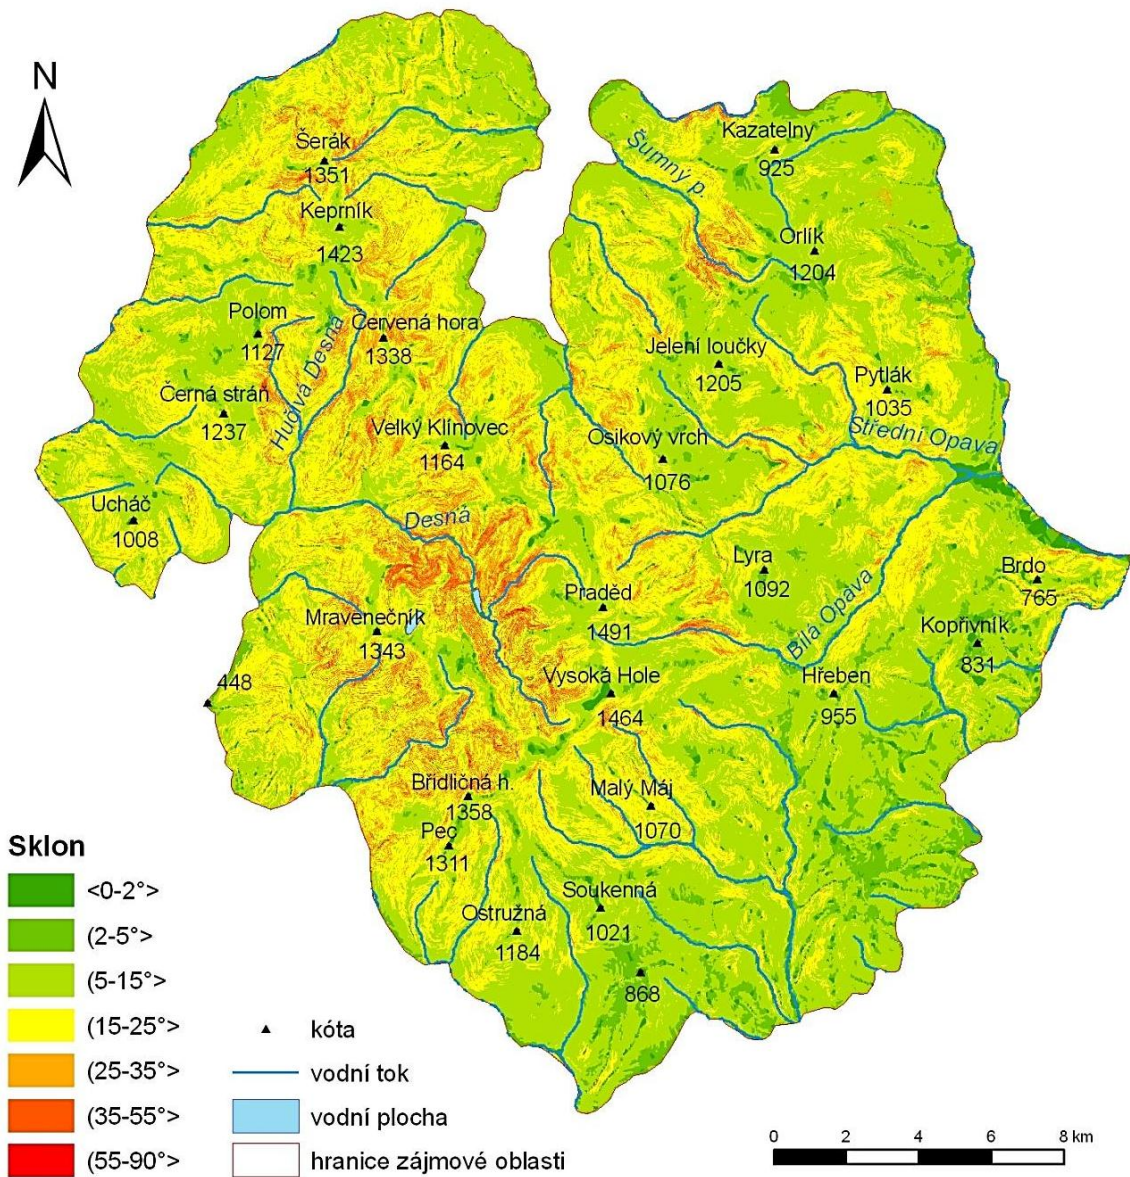 N
Šerák
1351
Keprník
1423
Kazatelny
925
Šumný p.
Orlík
1204
Polom
1127
Červená hora
1338
Hučivá Desná
Jelení loučky
1205
Pytlák
1035
Černá stráň
1237
Velký Klínovec
1164
Osikový vrch
1076
Střední Opava
Ucháč
1008
Desná
Lyra
1092
Brdo
765
Praděd
1491
Bílá Opava
Mravenečník
1343
Kopřivník
831
448
Vysoká Hole
1464
Hřeben
955
Břidličná h.
1358
Malý Máj
1070
Pec
1311
Soukenná
1021
Ostružná
1184
868
Sklon
<0-2°>
(2-5°>
(5-15°>
(15-25°>
(25-35°>
(35-55°>
(55-90°>
kóta
vodní tok
vodní plocha
hranice zájmové oblasti
0 2 4 6 8 km